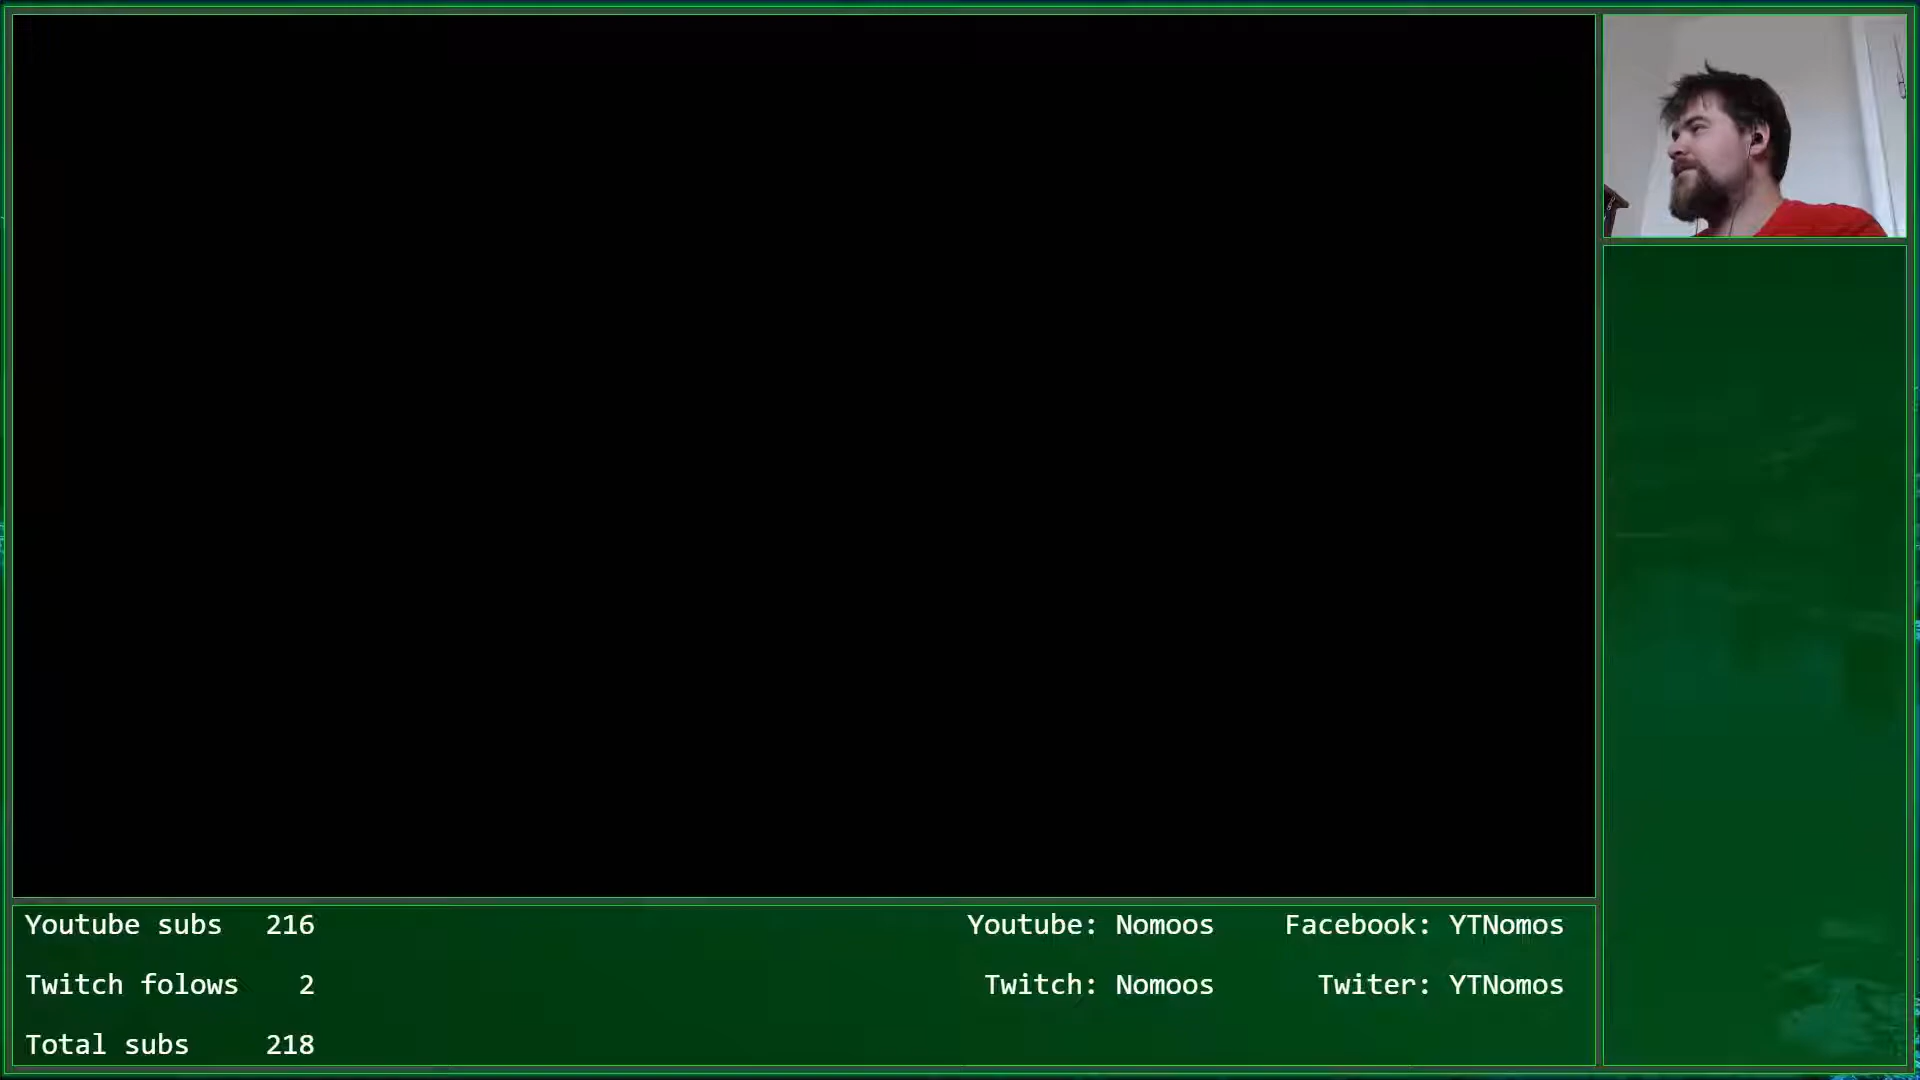 Youtube subs 216 Youtube: Nomoos Facebook: YTNomos
Twitch folows 2 Twitch: Nomoos Twiter: YTNomos
Total subs 218